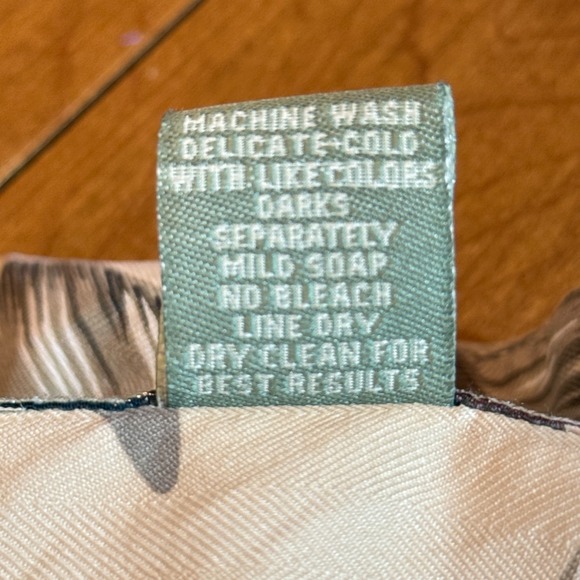 MACHINE WASH
DELICATE-COLD
WITH LIKE COLORS
DARKS
SEPARATELY
MILD SOAP
NO BLEACH
LINE DRY
DRY CLEAN FOR
BEST RESULTS